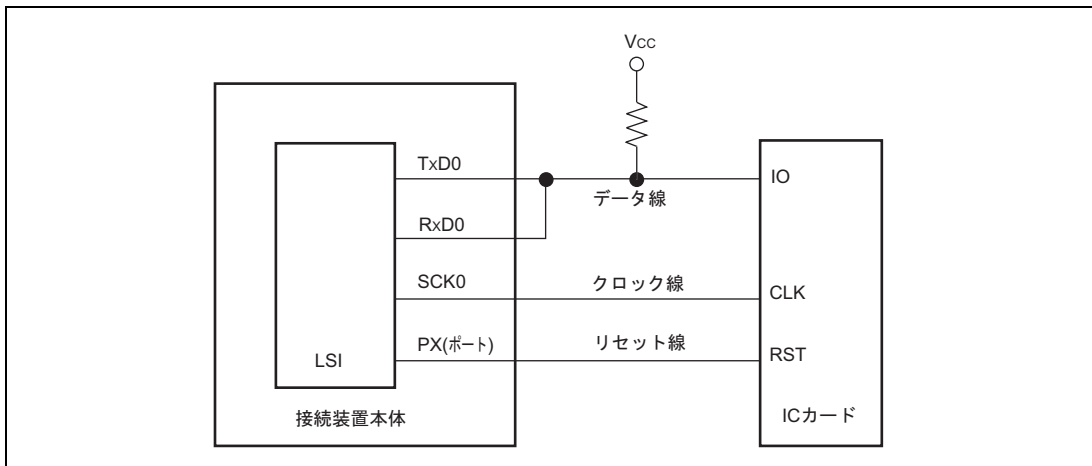 Vcc
TxD0
IO
データ線
RxD0
SCK0
クロック線
CLK
PX(ポート)
リセット線
RST
LSI
接続装置本体
ICカード